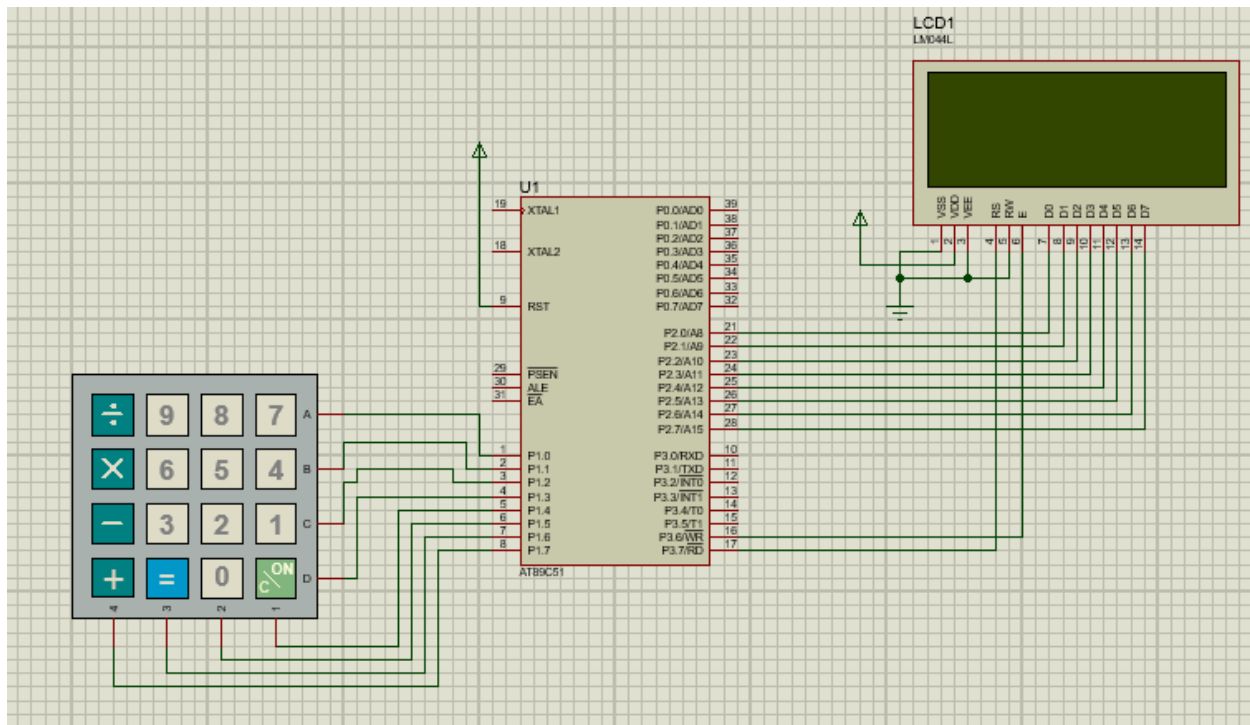 LCD1
LM044L
VSS VDD VEE RS RW E D0 D1 D2 D3 D4 D5 D6 D7
1 2 3 4 5 6 7 8 9 10 11 12 13 14
U1
19 XTAL1
18 XTAL2
9 RST
29 PSEN
30 ALE
31 EA
1 P1.0
2 P1.1
3 P1.2
4 P1.3
5 P1.4
6 P1.5
7 P1.6
8 P1.7
P0.0/AD0 39
P0.1/AD1 38
P0.2/AD2 37
P0.3/AD3 36
P0.4/AD4 35
P0.5/AD5 34
P0.6/AD6 33
P0.7/AD7 32
P2.0/A8 21
P2.1/A9 22
P2.2/A10 23
P2.3/A11 24
P2.4/A12 25
P2.5/A13 26
P2.6/A14 27
P2.7/A15 28
P3.0/RXD 10
P3.1/TXD 11
P3.2/INT0 12
P3.3/INT1 13
P3.4/T0 14
P3.5/T1 15
P3.6/WR 16
P3.7/RD 17
AT89C51
÷ 9 8 7 A
× 6 5 4 B
− 3 2 1 C
+ = 0 ON/C D
4 3 2 1